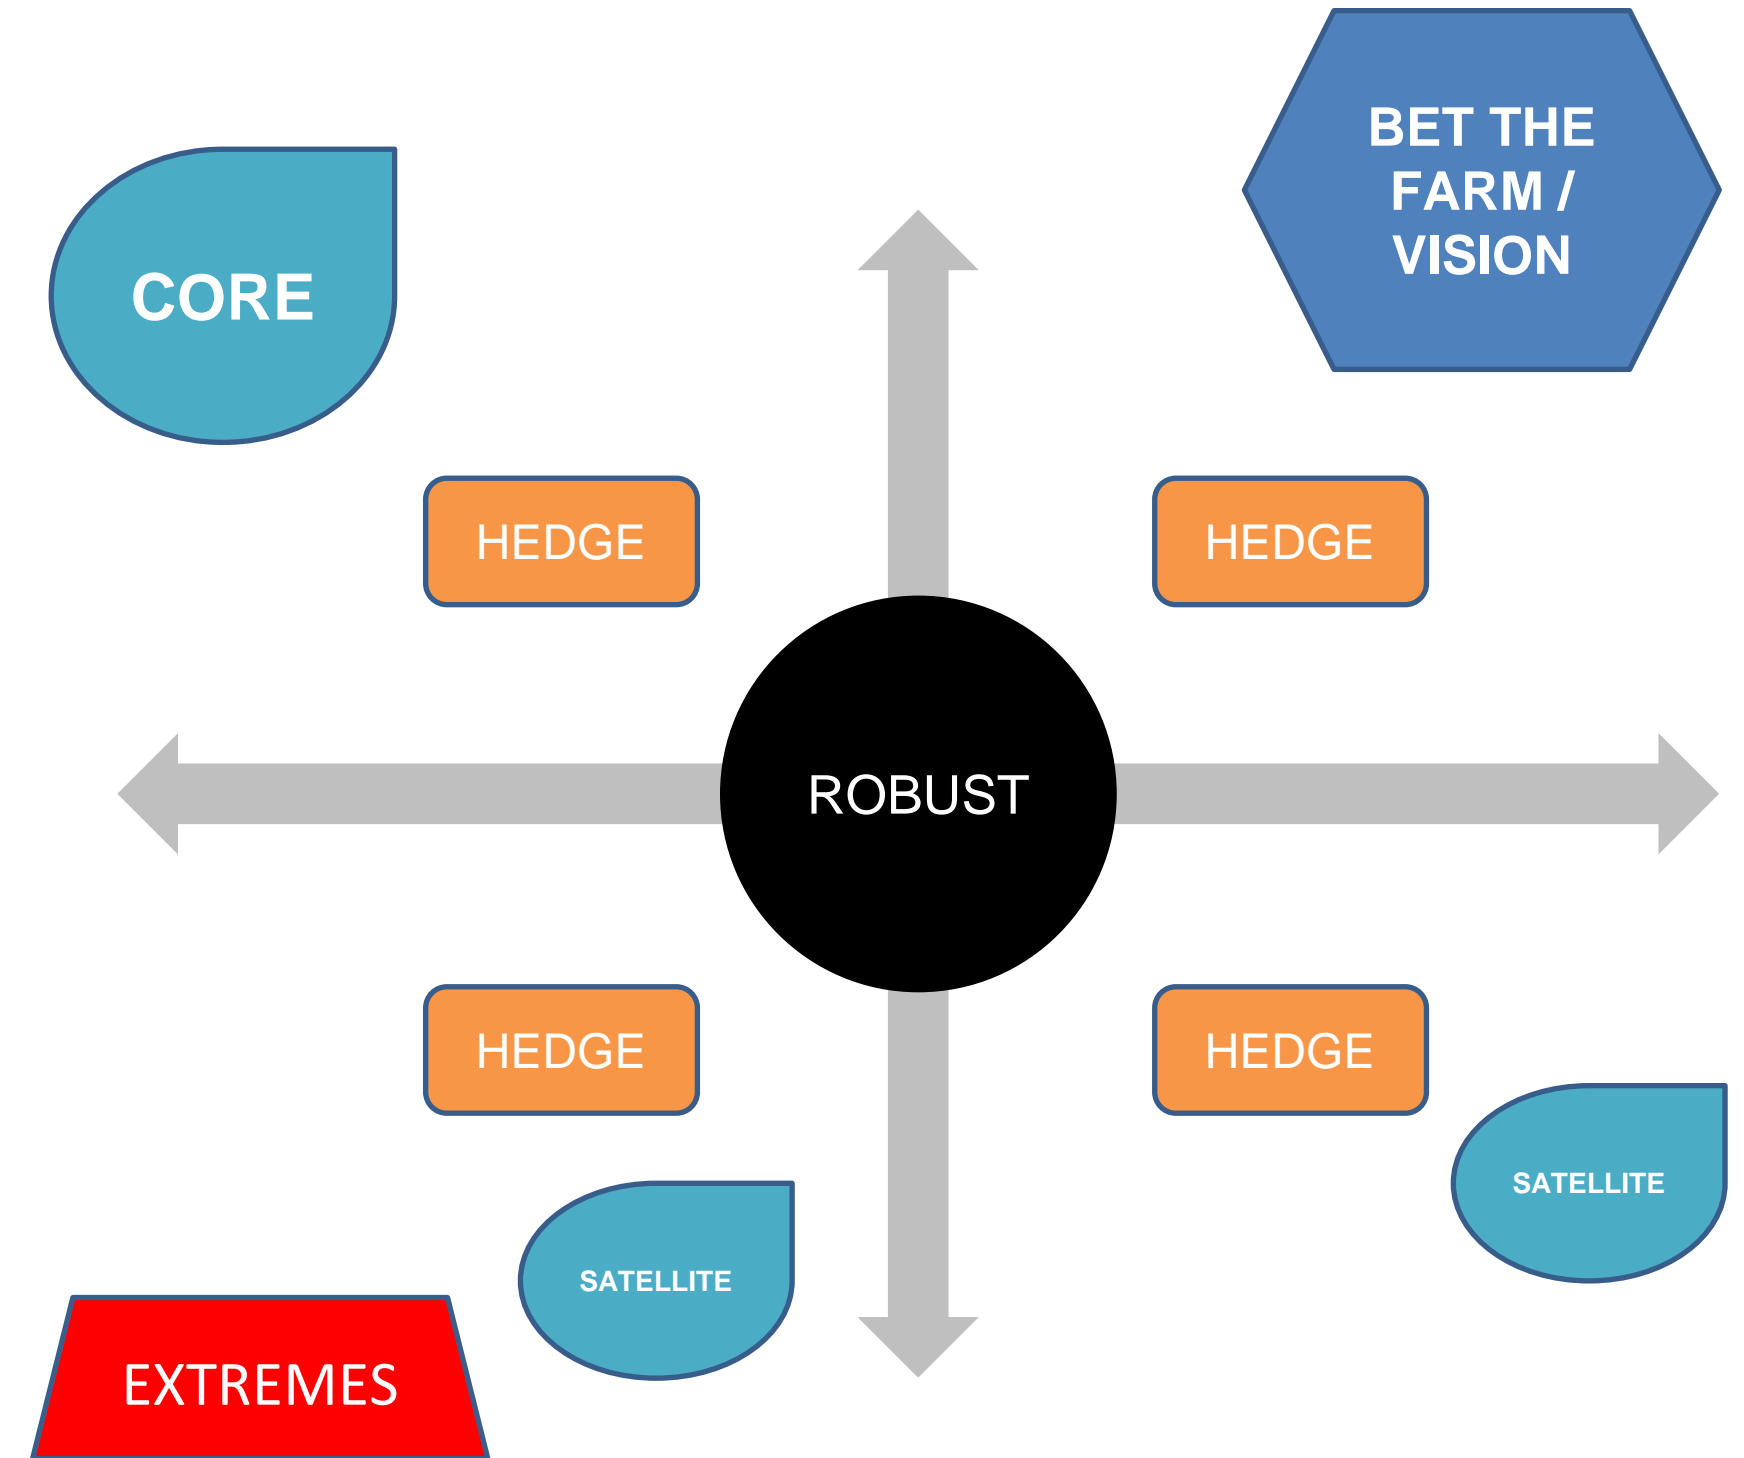 BET THE
FARM /
VISION
CORE
HEDGE
HEDGE
ROBUST
HEDGE
HEDGE
SATELLITE
SATELLITE
EXTREMES